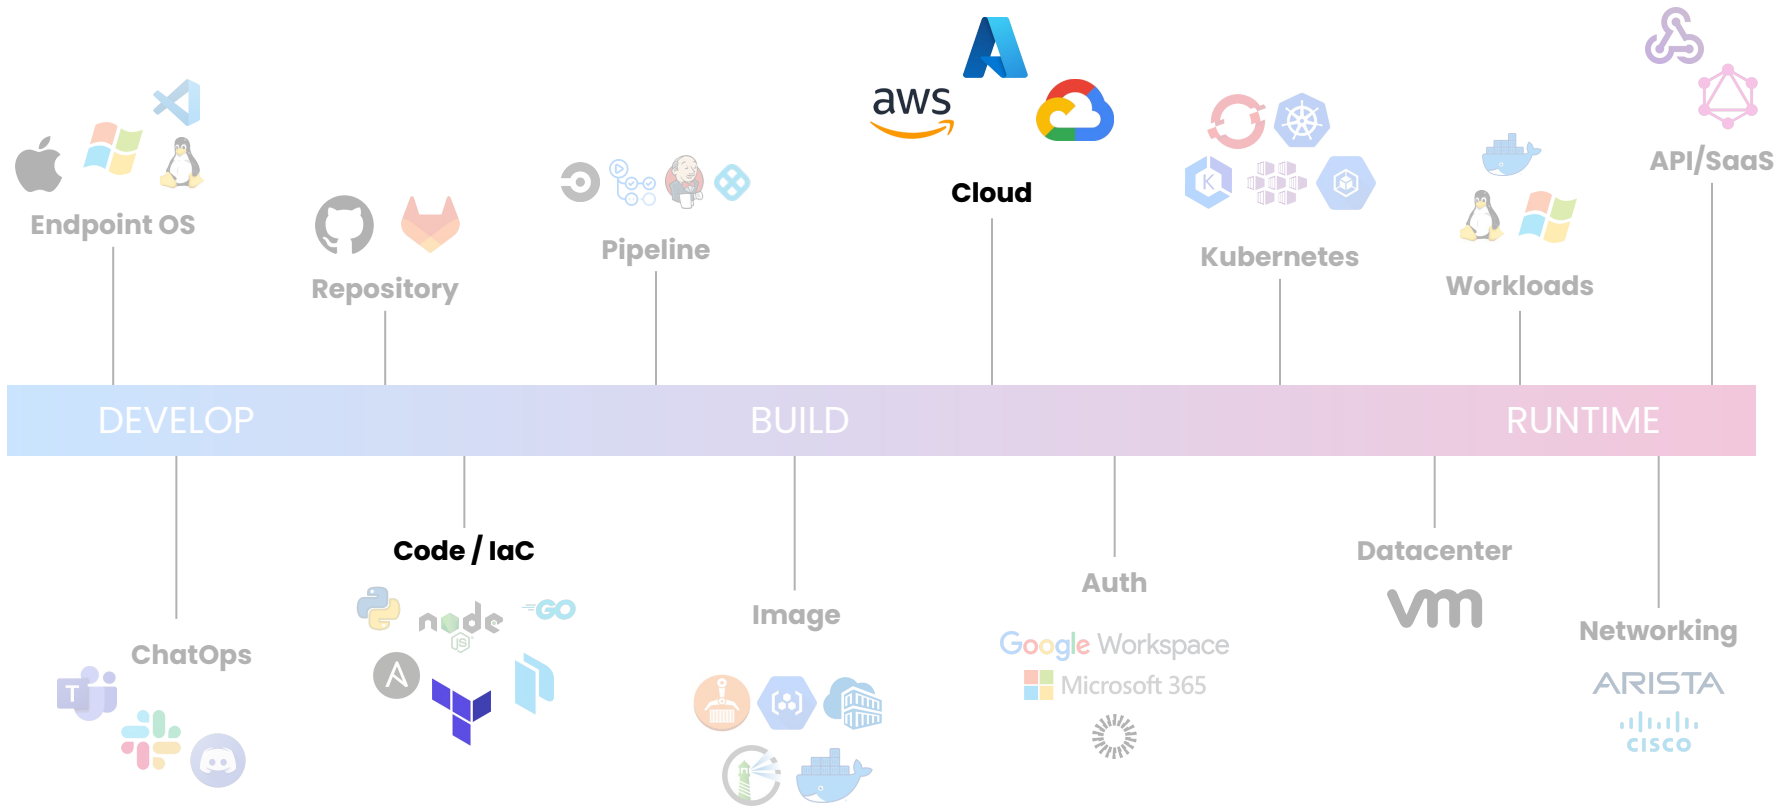 API/SaaS
aws
Cloud
Endpoint OS
Repository
Pipeline
K
Kubernetes
Workloads
DEVELOP
BUILD
RUNTIME
Code / IaC
GO
node
JS
A
ChatOps
T
Image
Auth
Google Workspace
Microsoft 365
Datacenter
vm
Networking
ARISTA
CISCO